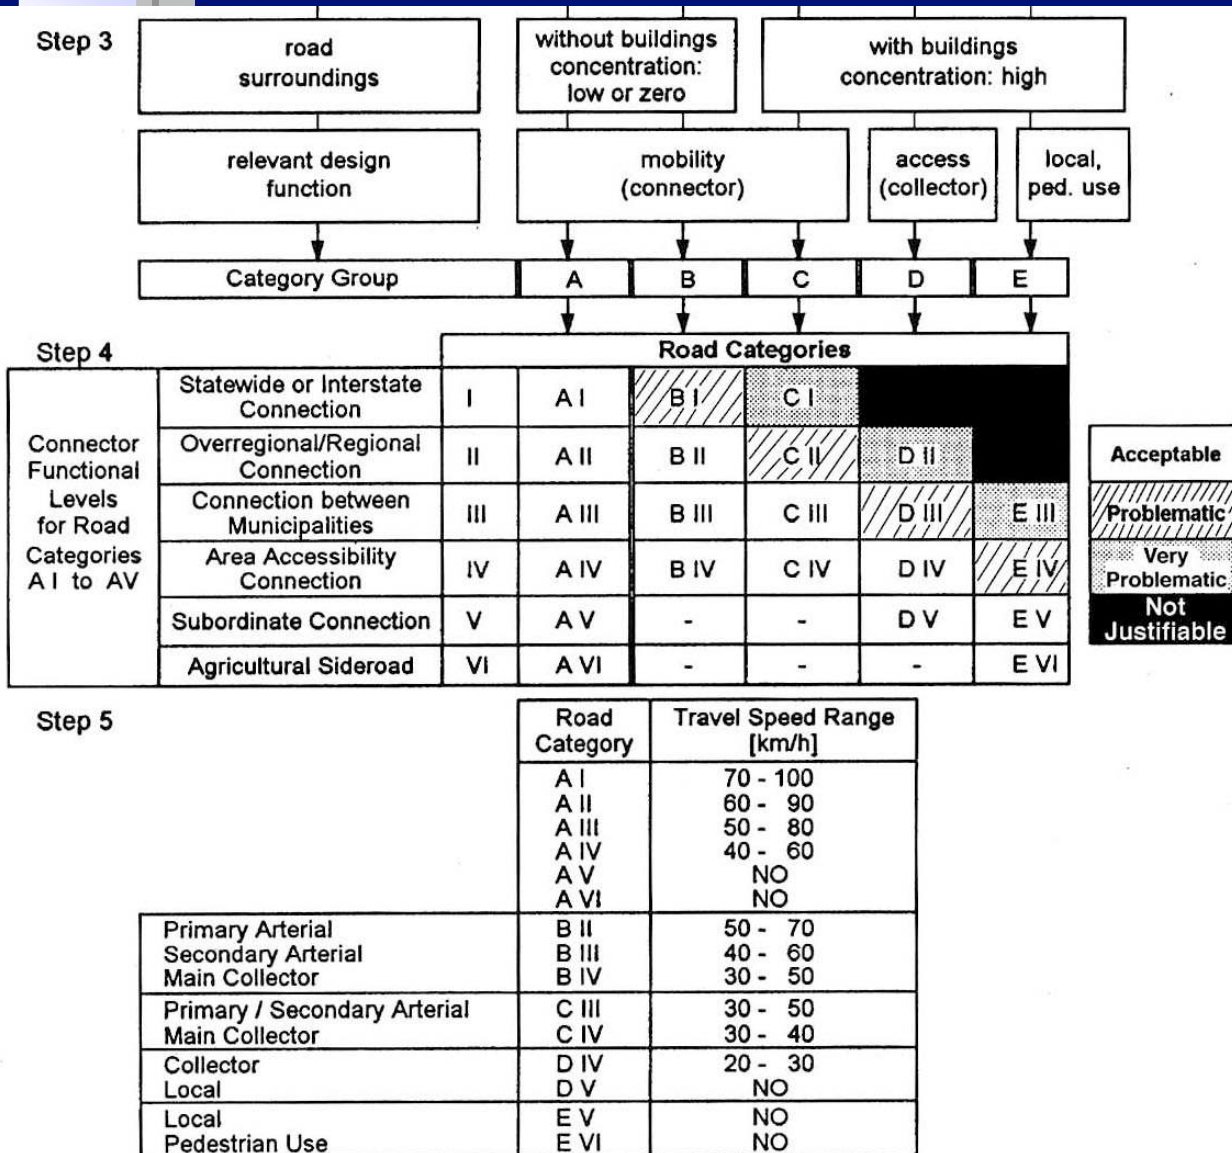 Step 3
road
surroundings
without buildings
concentration:
low or zero
with buildings
concentration: high
relevant design
function
mobility
(connector)
access
(collector)
local,
ped. use
Category Group A B C D E
Step 4
Road Categories
Connector
Functional
Levels
for Road
Categories
A I to AV
Statewide or Interstate
Connection
I A I B I C I
Overregional/Regional
Connection
II A II B II C II D II
Connection between
Municipalities
III A III B III C III D III E III
Area Accessibility
Connection
IV A IV B IV C IV D IV E IV
Subordinate Connection V A V - - D V E V
Agricultural Sideroad VI A VI - - - E VI
Acceptable
Problematic
Very
Problematic
Not
Justifiable
Step 5
Road
Category
Travel Speed Range
[km/h]
A I 70 - 100
A II 60 - 90
A III 50 - 80
A IV 40 - 60
A V NO
A VI NO
Primary Arterial B II 50 - 70
Secondary Arterial B III 40 - 60
Main Collector B IV 30 - 50
Primary / Secondary Arterial C III 30 - 50
Main Collector C IV 30 - 40
Collector D IV 20 - 30
Local D V NO
Local E V NO
Pedestrian Use E VI NO